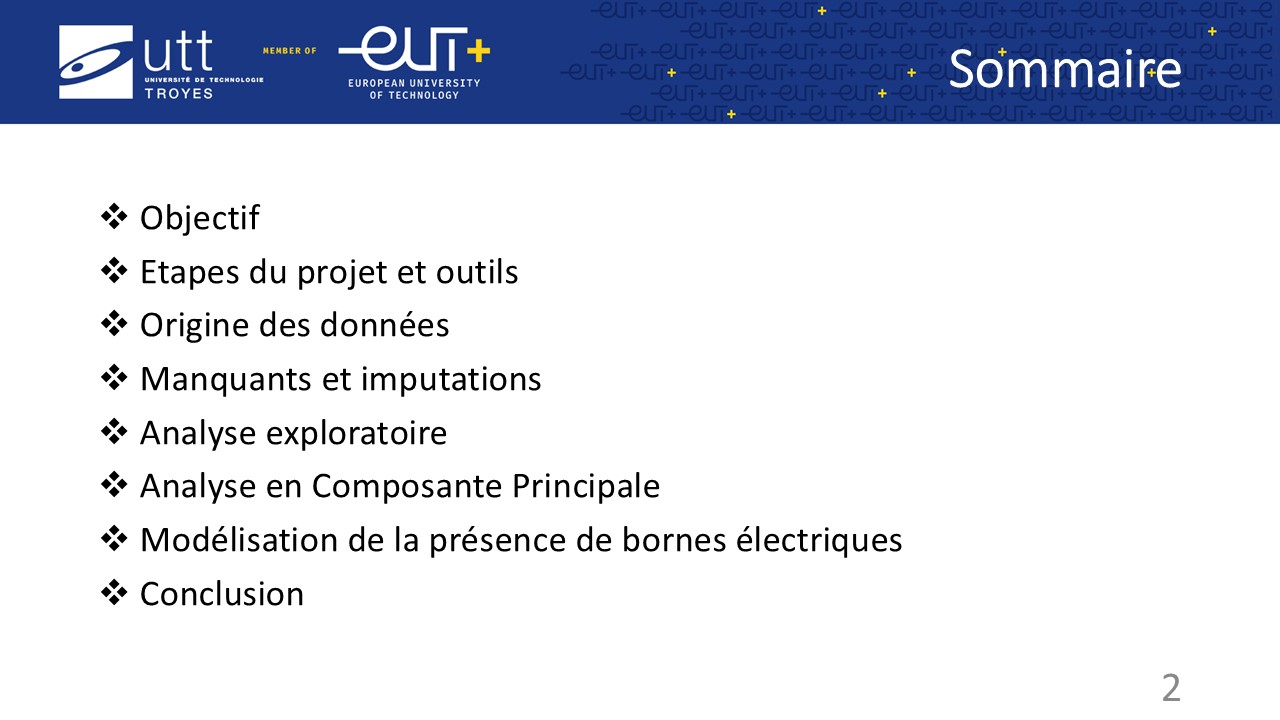 utt
UNIVERSITÉ DE TECHNOLOGIE
TROYES
MEMBER OF
EUT+
EUROPEAN UNIVERSITY
OF TECHNOLOGY
Sommaire
❖ Objectif
❖ Etapes du projet et outils
❖ Origine des données
❖ Manquants et imputations
❖ Analyse exploratoire
❖ Analyse en Composante Principale
❖ Modélisation de la présence de bornes électriques
❖ Conclusion
2